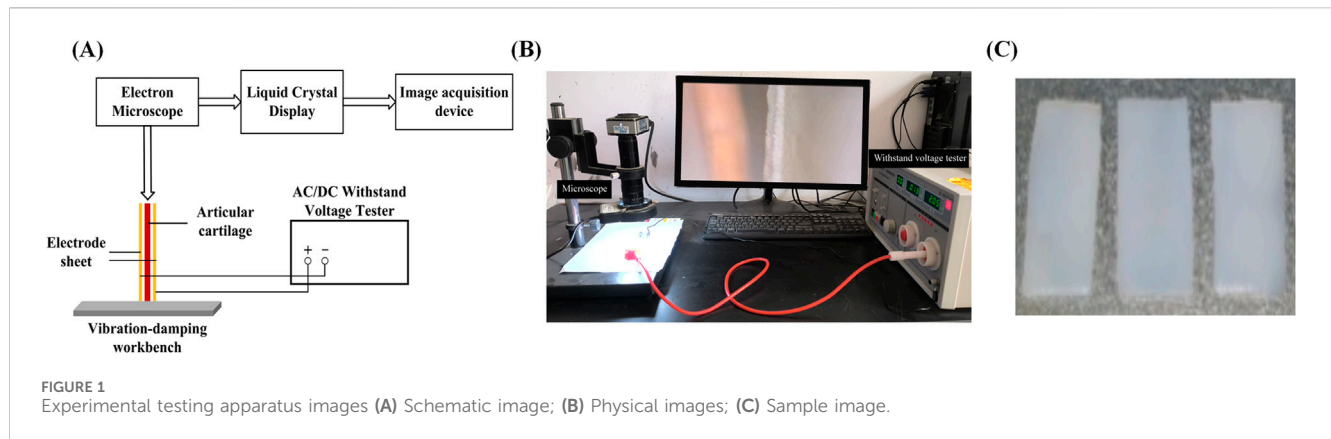 (A)
Electron
Microscope
Liquid Crystal
Display
Image acquisition
device
AC/DC Withstand
Voltage Tester
+ −
Articular
cartilage
Electrode
sheet
Vibration-damping
workbench
(B)
Microscope
Withstand voltage tester
(C)
FIGURE 1
Experimental testing apparatus images (A) Schematic image; (B) Physical images; (C) Sample image.